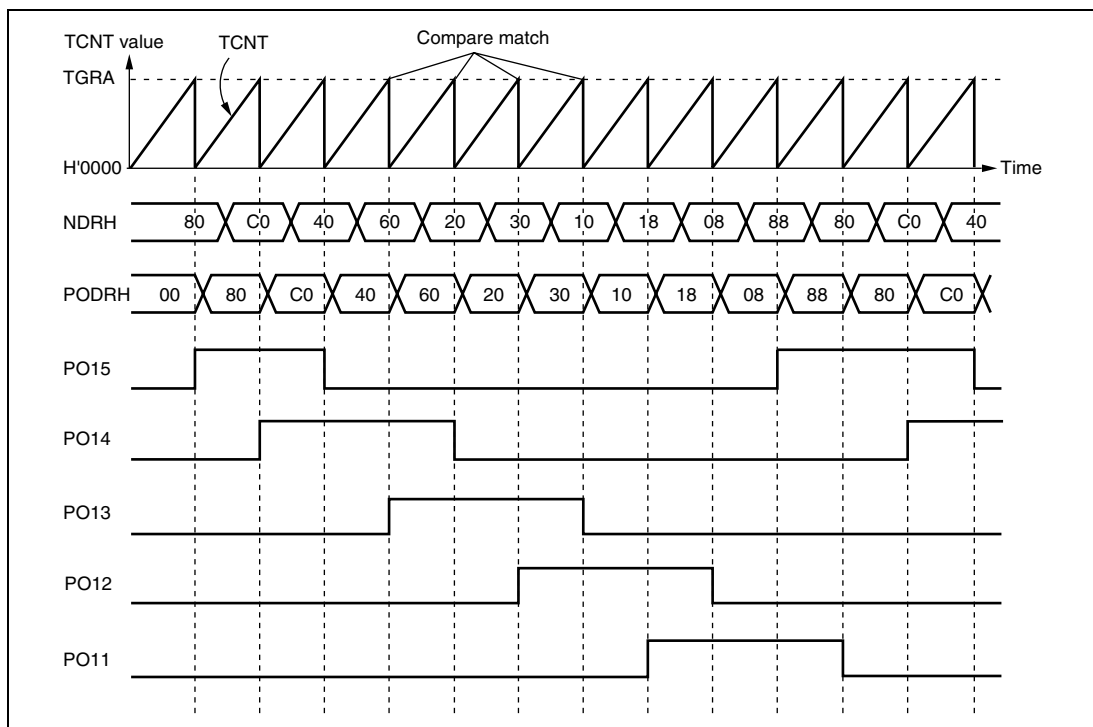 TCNT value
TCNT
Compare match
TGRA
H'0000
Time
NDRH
80 C0 40 60 20 30 10 18 08 88 80 C0 40
PODRH
00 80 C0 40 60 20 30 10 18 08 88 80 C0
PO15
PO14
PO13
PO12
PO11